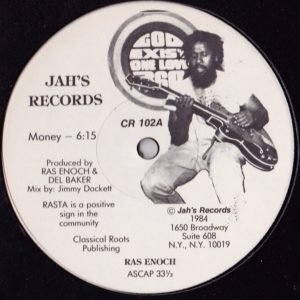 GOD
EXIST
ONE LOVE
JAH'S
RECORDS
CR 102A
Money – 6:15
Produced by
RAS ENOCH &
DEL BAKER
Mix by: Jimmy Dockett
RASTA is a positive
sign in the
community
Classical Roots
Publishing
© Jah's Records
1984
1650 Broadway
Suite 608
N.Y., N.Y. 10019
RAS ENOCH
ASCAP 33⅓